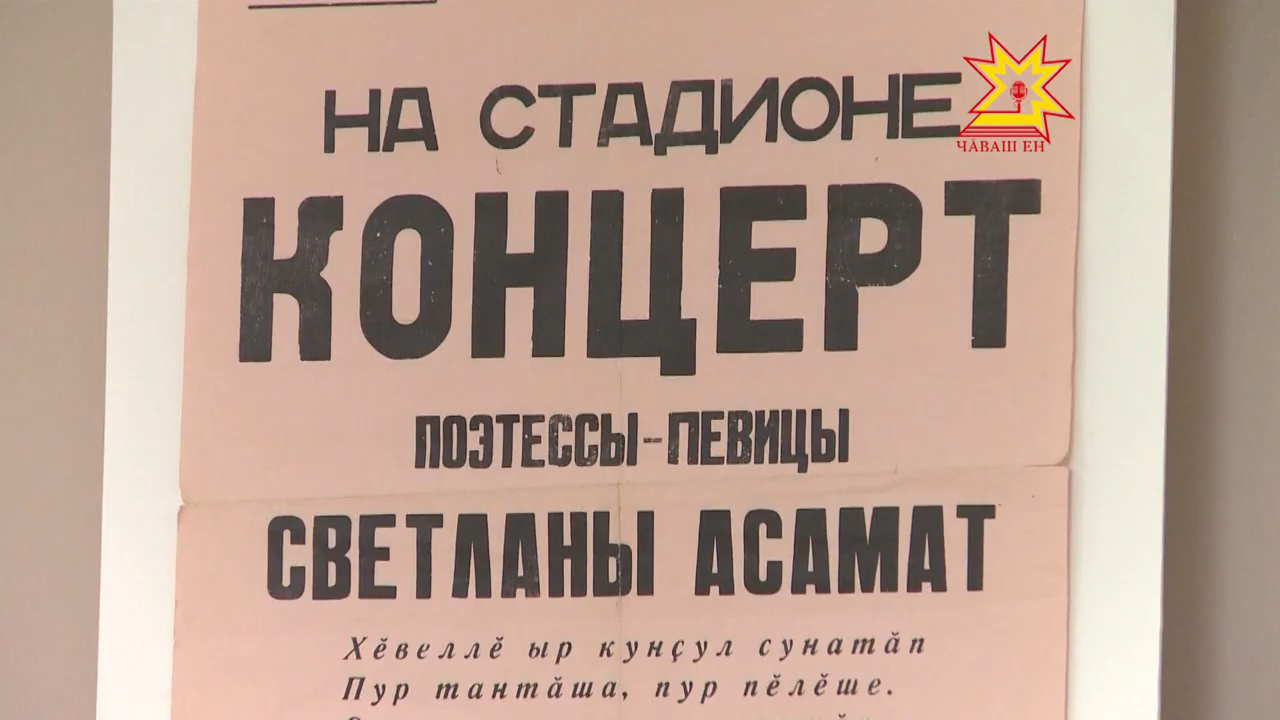 НА СТАДИОНЕ
ЧӐВАШ ЕН
КОНЦЕРТ
ПОЭТЕССЫ-ПЕВИЦЫ
СВЕТЛАНЫ АСАМАТ
Хӗвеллӗ ыр кунҫул сунатӑп
Пур тантӑша, пур пӗлӗше.